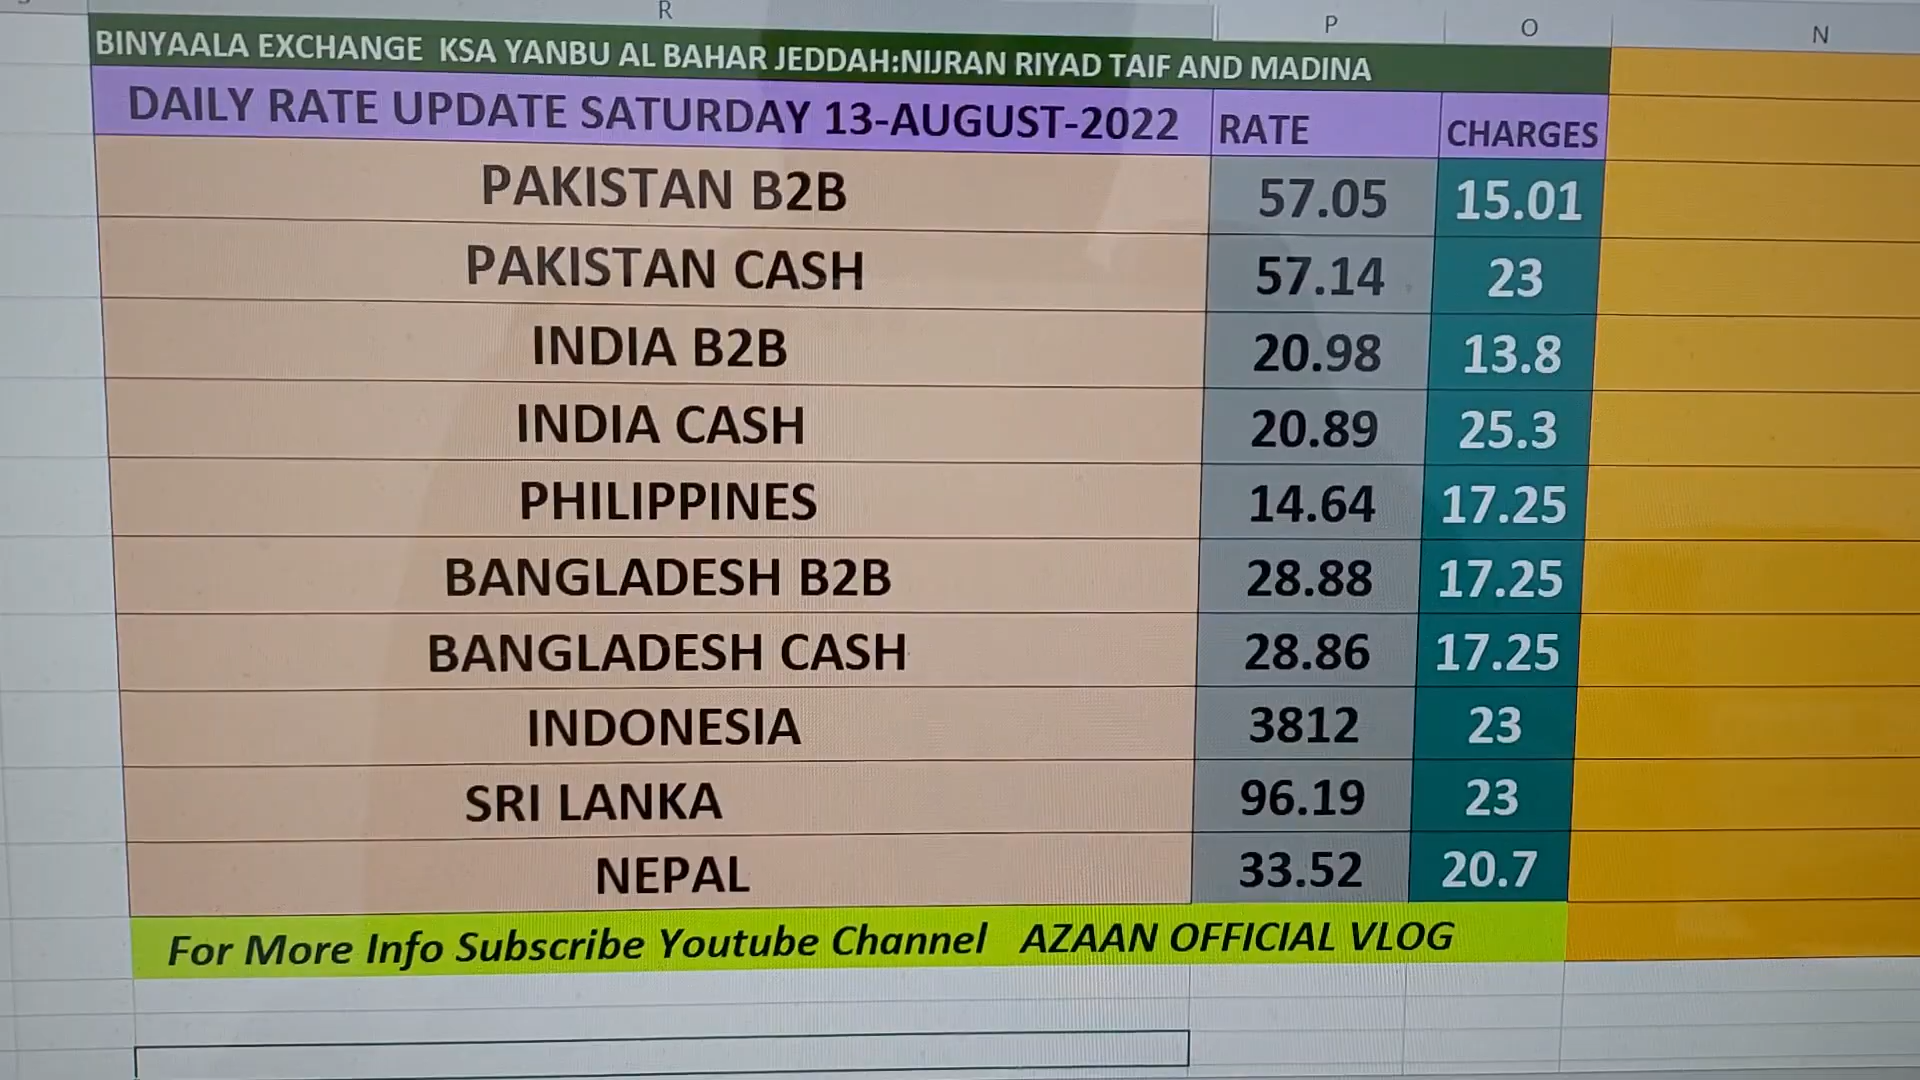 R P O N
BINYAALA EXCHANGE KSA YANBU AL BAHAR JEDDAH:NIJRAN RIYAD TAIF AND MADINA
DAILY RATE UPDATE SATURDAY 13-AUGUST-2022 RATE CHARGES
PAKISTAN B2B 57.05 15.01
PAKISTAN CASH 57.14 23
INDIA B2B 20.98 13.8
INDIA CASH 20.89 25.3
PHILIPPINES 14.64 17.25
BANGLADESH B2B 28.88 17.25
BANGLADESH CASH 28.86 17.25
INDONESIA 3812 23
SRI LANKA 96.19 23
NEPAL 33.52 20.7
For More Info Subscribe Youtube Channel AZAAN OFFICIAL VLOG